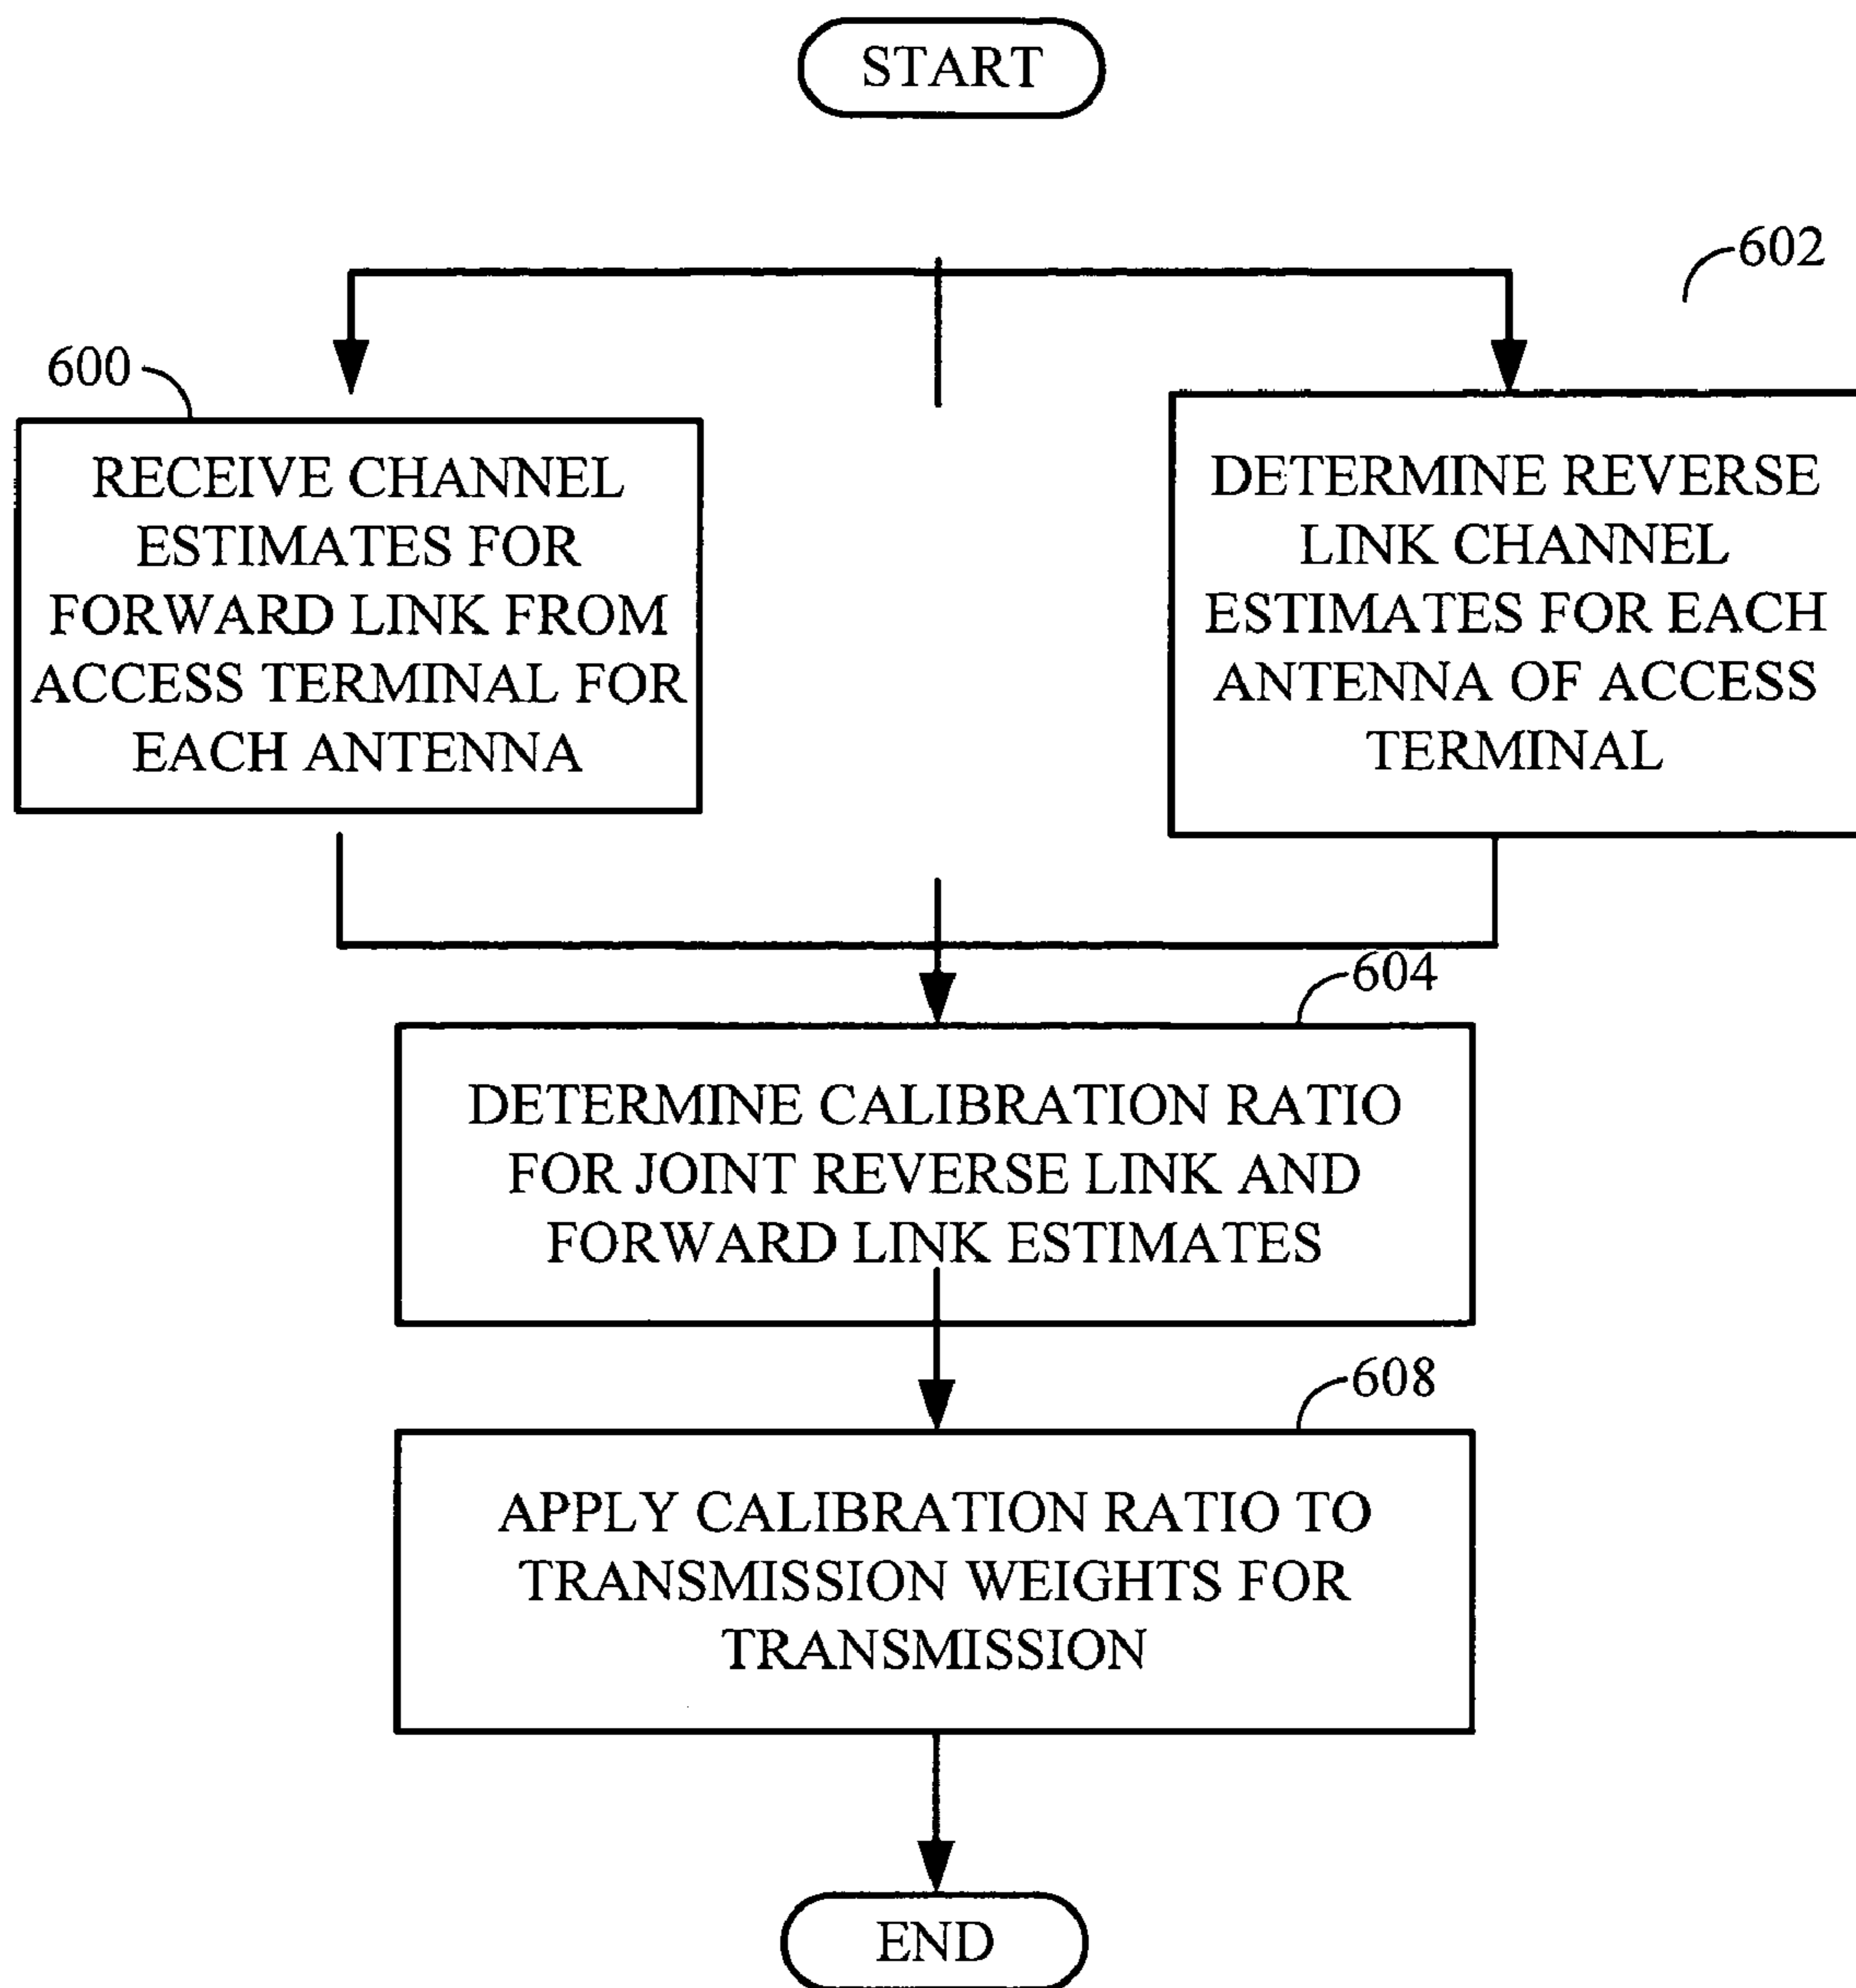 START
602
600
RECEIVE CHANNEL
ESTIMATES FOR
FORWARD LINK FROM
ACCESS TERMINAL FOR
EACH ANTENNA
DETERMINE REVERSE
LINK CHANNEL
ESTIMATES FOR EACH
ANTENNA OF ACCESS
TERMINAL
604
DETERMINE CALIBRATION RATIO
FOR JOINT REVERSE LINK AND
FORWARD LINK ESTIMATES
608
APPLY CALIBRATION RATIO TO
TRANSMISSION WEIGHTS FOR
TRANSMISSION
END